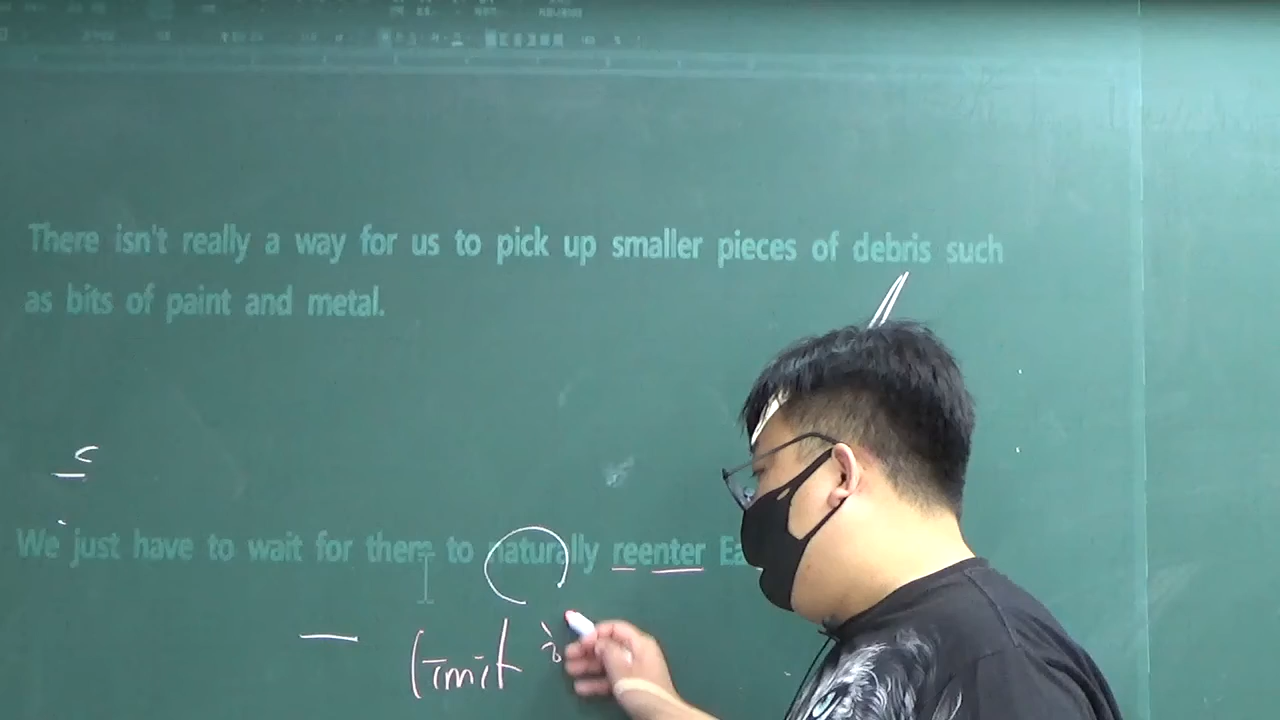 There isn't really a way for us to pick up smaller pieces of debris such
as bits of paint and metal.
We just have to wait for them to naturally reenter
limit